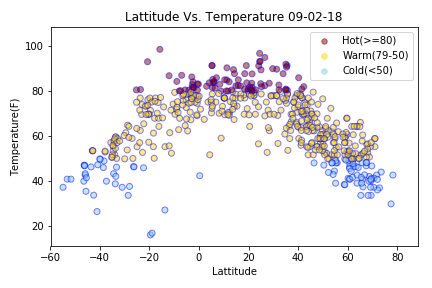 Lattitude Vs. Temperature 09-02-18
Hot(>=80)
Warm(79-50)
Cold(<50)
Temperature(F)
100
80
60
40
20
−60 −40 −20 0 20 40 60 80
Lattitude